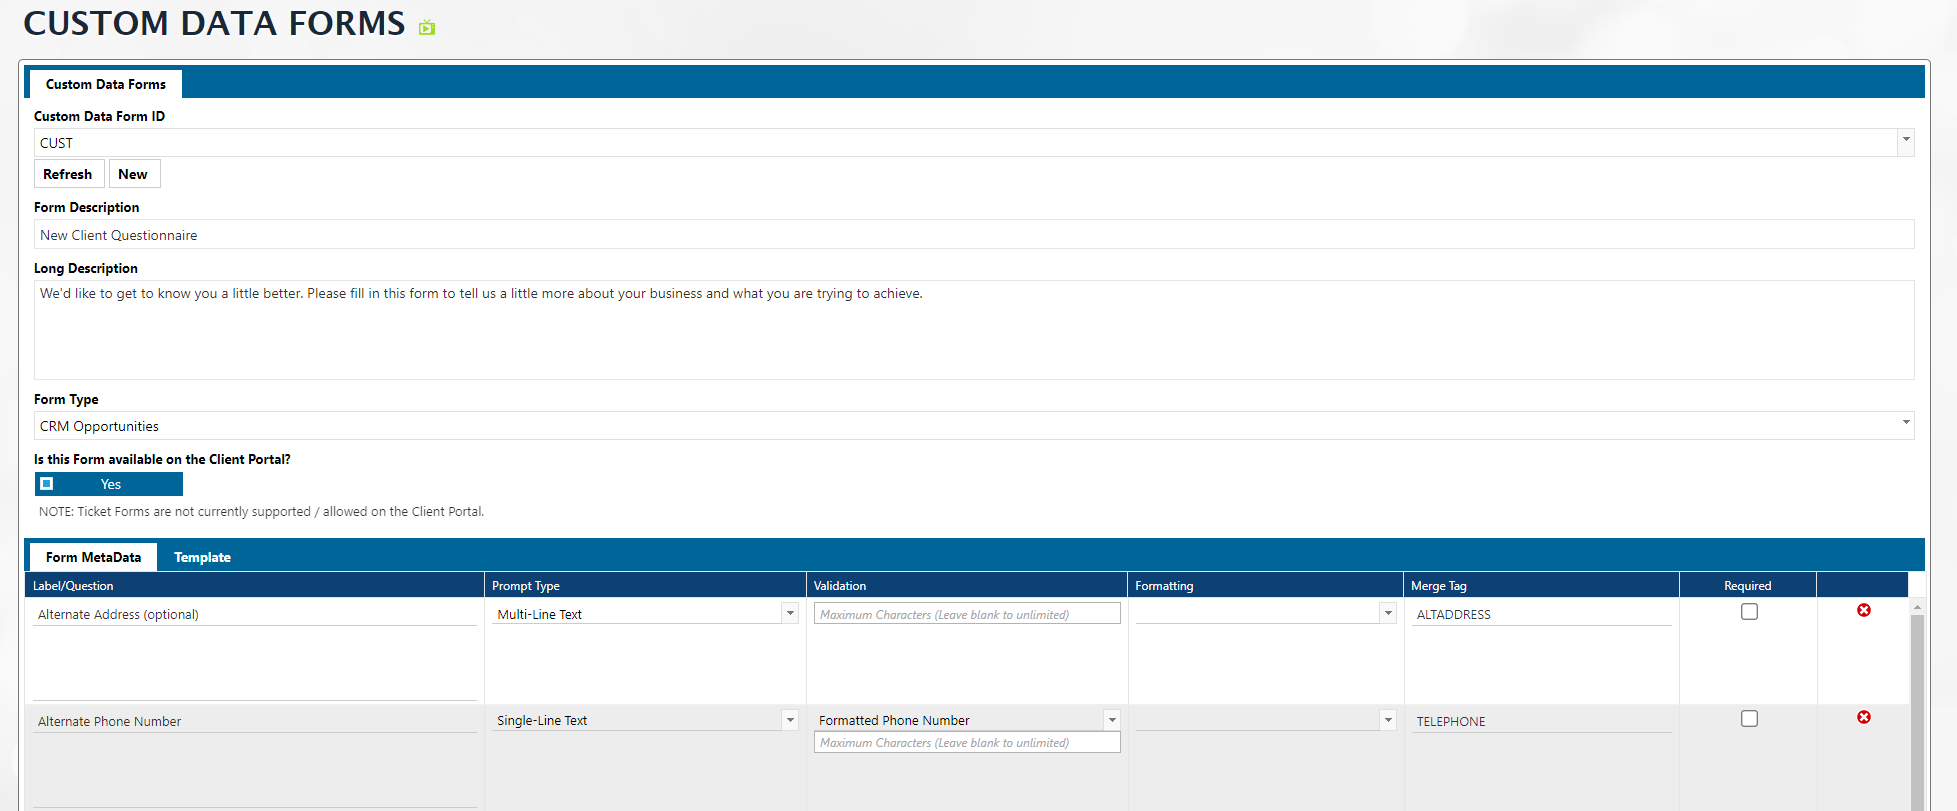 CUSTOM DATA FORMS
Custom Data Forms
Custom Data Form ID
CUST
Refresh New
Form Description
New Client Questionnaire
Long Description
We'd like to get to know you a little better. Please fill in this form to tell us a little more about your business and what you are trying to achieve.
Form Type
CRM Opportunities
Is this Form available on the Client Portal?
Yes
NOTE: Ticket Forms are not currently supported / allowed on the Client Portal.
Form MetaData Template
Label/Question Prompt Type Validation Formatting Merge Tag Required
Alternate Address (optional) Multi-Line Text Maximum Characters (Leave blank to unlimited) ALTADDRESS
Alternate Phone Number Single-Line Text Formatted Phone Number TELEPHONE
Maximum Characters (Leave blank to unlimited)